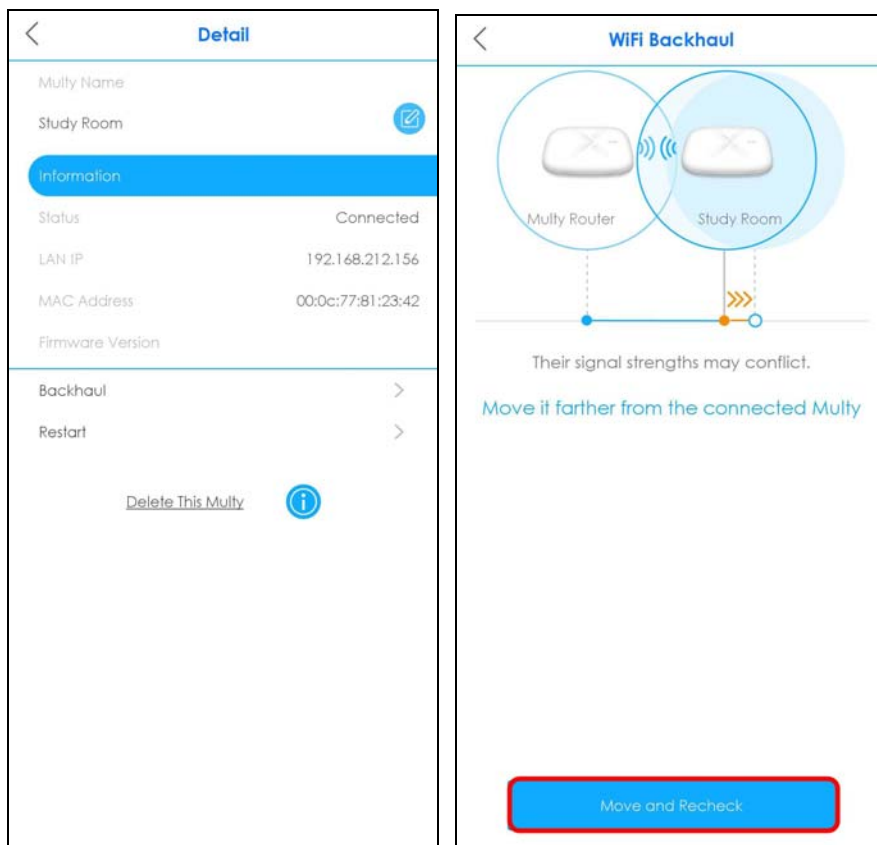 Detail
Multy Name
Study Room
Information
Status Connected
LAN IP 192.168.212.156
MAC Address 00:0c:77:81:23:42
Firmware Version
Backhaul
Restart
Delete This Multy
WiFi Backhaul
Multy Router Study Room
Their signal strengths may conflict.
Move it farther from the connected Multy
Move and Recheck